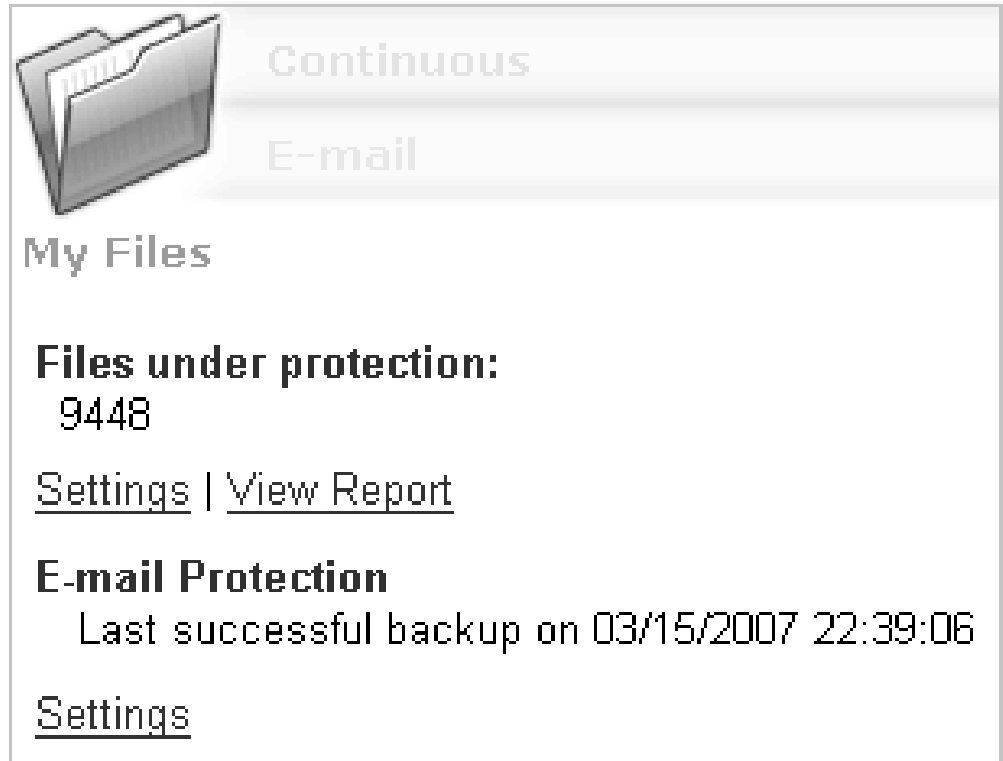 Continuous
E-mail
My Files
Files under protection:
9448
Settings | View Report
E-mail Protection
Last successful backup on 03/15/2007 22:39:06
Settings